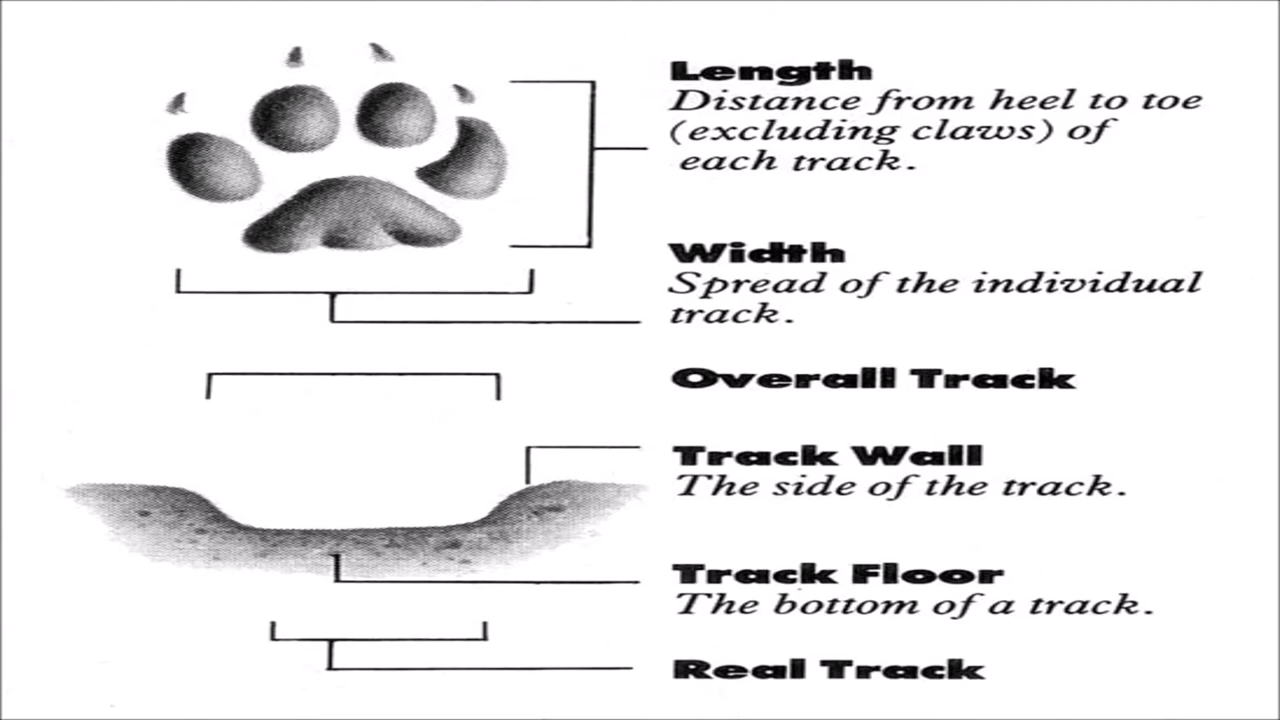 Length
Distance from heel to toe
(excluding claws) of
each track.
Width
Spread of the individual
track.
Overall Track
Track Wall
The side of the track.
Track Floor
The bottom of a track.
Real Track